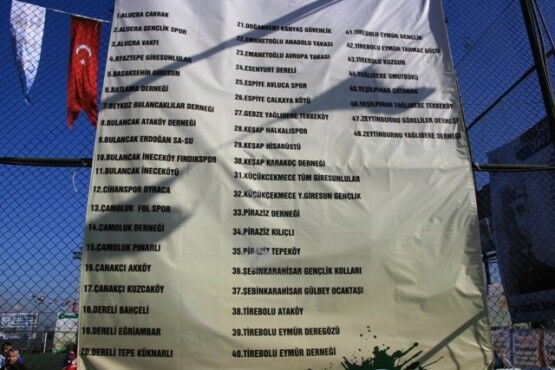 1.ALUCRA ÇAKRAK
2.ALUCRA GENÇLİK SPOR
3.ALUCRA VAKFI
4.AYAZTEPE GİRESUNLULAR
5.BAŞAKŞEHİR GİRESUN
6.BATLAMA DERNEĞİ
7.BEYKOZ BULANCAKLILAR DERNEĞİ
8.BULANCAK ATAKÖY DERNEĞİ
9.BULANCAK ERDOĞAN SA-SU
10.BULANCAK İNECEKÖY FINDIKSPOR
11.BULANCAK İNECEKÖYÜ
12.CİHANSPOR OYRACA
13.ÇAMOLUK FOL SPOR
14.ÇAMOLUK DERNEK
15.ÇAMOLUK PINARLI
16.ÇANAKÇI AKKÖY
17.ÇANAKÇI KUZCAKÖY
18.DERELİ BAHÇELİ
19.DERELİ EĞRİAMBAR
20.DERELİ TEPE KÜKNARLI
21.DOĞANKENT KANYAŞ GÜVENLİK
22.EMANETOĞLU ANADOLU YAKASI
23.EMANETOĞLU AVRUPA YAKASI
24.ESENYURT DERELİ
25.ESPİYE AVLUCA SPOR
26.ESPİYE ÇALKAYA KÖYÜ
27.GEBZE YAĞLIDERE TEKKEKÖY
28.KEŞAP HALKALISPOR
29.KEŞAP HİSARÜSTÜ
30.KEŞAP KARAKOÇ DERNEĞİ
31.KÜÇÜKÇEKMECE TÜM GİRESUNLULAR
32.KÜÇÜKÇEKMECE Y.GİRESUN GENÇLİK
33.PİRAZİZ DERNEĞİ
34.PİRAZİZ KILIÇLI
35.PİRAZİZ TEPEKÖY
36.ŞEBİNKARAHİSAR GENÇLİK KOLLARI
37.ŞEBİNKARAHİSAR GÜLBEY OCAKTAŞI
38.TİREBOLU ATAKÖY
39.TİREBOLU EYMÜR DEREGÖZÜ
40.TİREBOLU EYMÜR DERNEĞİ
41.TİREBOLU EYMÜR GENÇLİK
42.TİREBOLU EYMÜR YARMAZ GÜCÜ
43.TİREBOLU KUZGUN
44.YAĞLIDERE UMUTBÜKÜ
45.YEŞİLPINAR ÇOTANAK
46.YEŞİLPINAR YAĞLIDERE TEKKEKÖY
47.ZEYTİNBURNU GÖRELİLER DERNEĞİ
48.ZEYTİNBURNU YAĞLIDERE DERNEĞİ